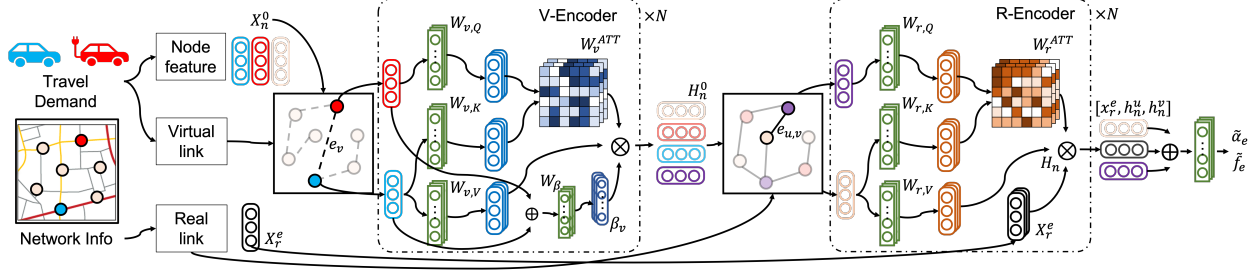 Travel
Demand
Network Info
Node
feature
Virtual
link
Real
link
X_n^0
X_r^e
e_v
V-Encoder
×N
W_{v,Q}
W_{v,K}
W_{v,V}
W_v^{ATT}
W_β
β_v
⊕
⊗
H_n^0
e_{u,v}
R-Encoder
×N
W_{r,Q}
W_{r,K}
W_{r,V}
W_r^{ATT}
⊗
H_n
X_r^e
[x_r^e, h_n^u, h_n^v]
⊕
α̃_e
f̃_e